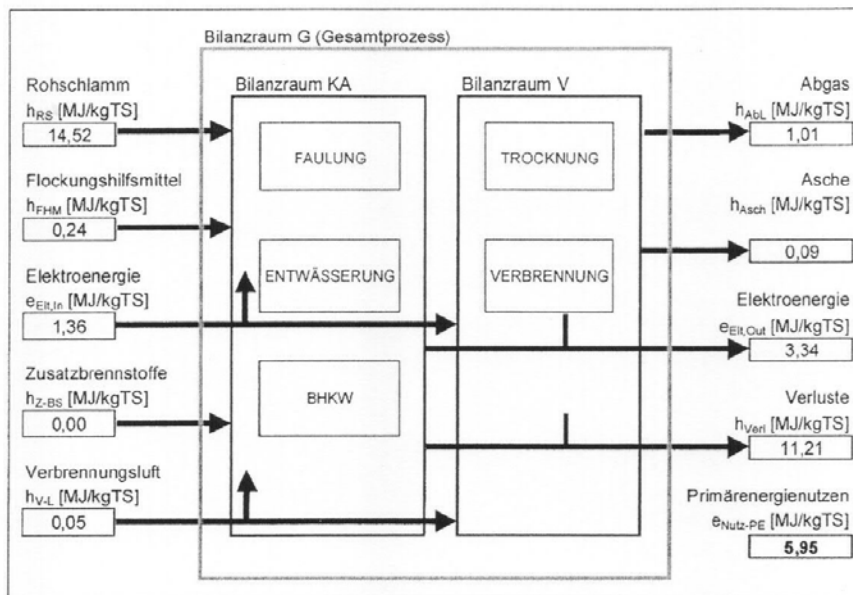 Bilanzraum G (Gesamtprozess)
Rohschlamm
h_RS [MJ/kgTS]
14,52
Flockungshilfsmittel
h_FHM [MJ/kgTS]
0,24
Elektroenergie
e_Elt,In [MJ/kgTS]
1,36
Zusatzbrennstoffe
h_Z-BS [MJ/kgTS]
0,00
Verbrennungsluft
h_V-L [MJ/kgTS]
0,05
Bilanzraum KA
FAULUNG
ENTWÄSSERUNG
BHKW
Bilanzraum V
TROCKNUNG
VERBRENNUNG
Abgas
h_AbL [MJ/kgTS]
1,01
Asche
h_Asch [MJ/kgTS]
0,09
Elektroenergie
e_Elt,Out [MJ/kgTS]
3,34
Verluste
h_Verl [MJ/kgTS]
11,21
Primärenergienutzen
e_Nutz-PE [MJ/kgTS]
5,95